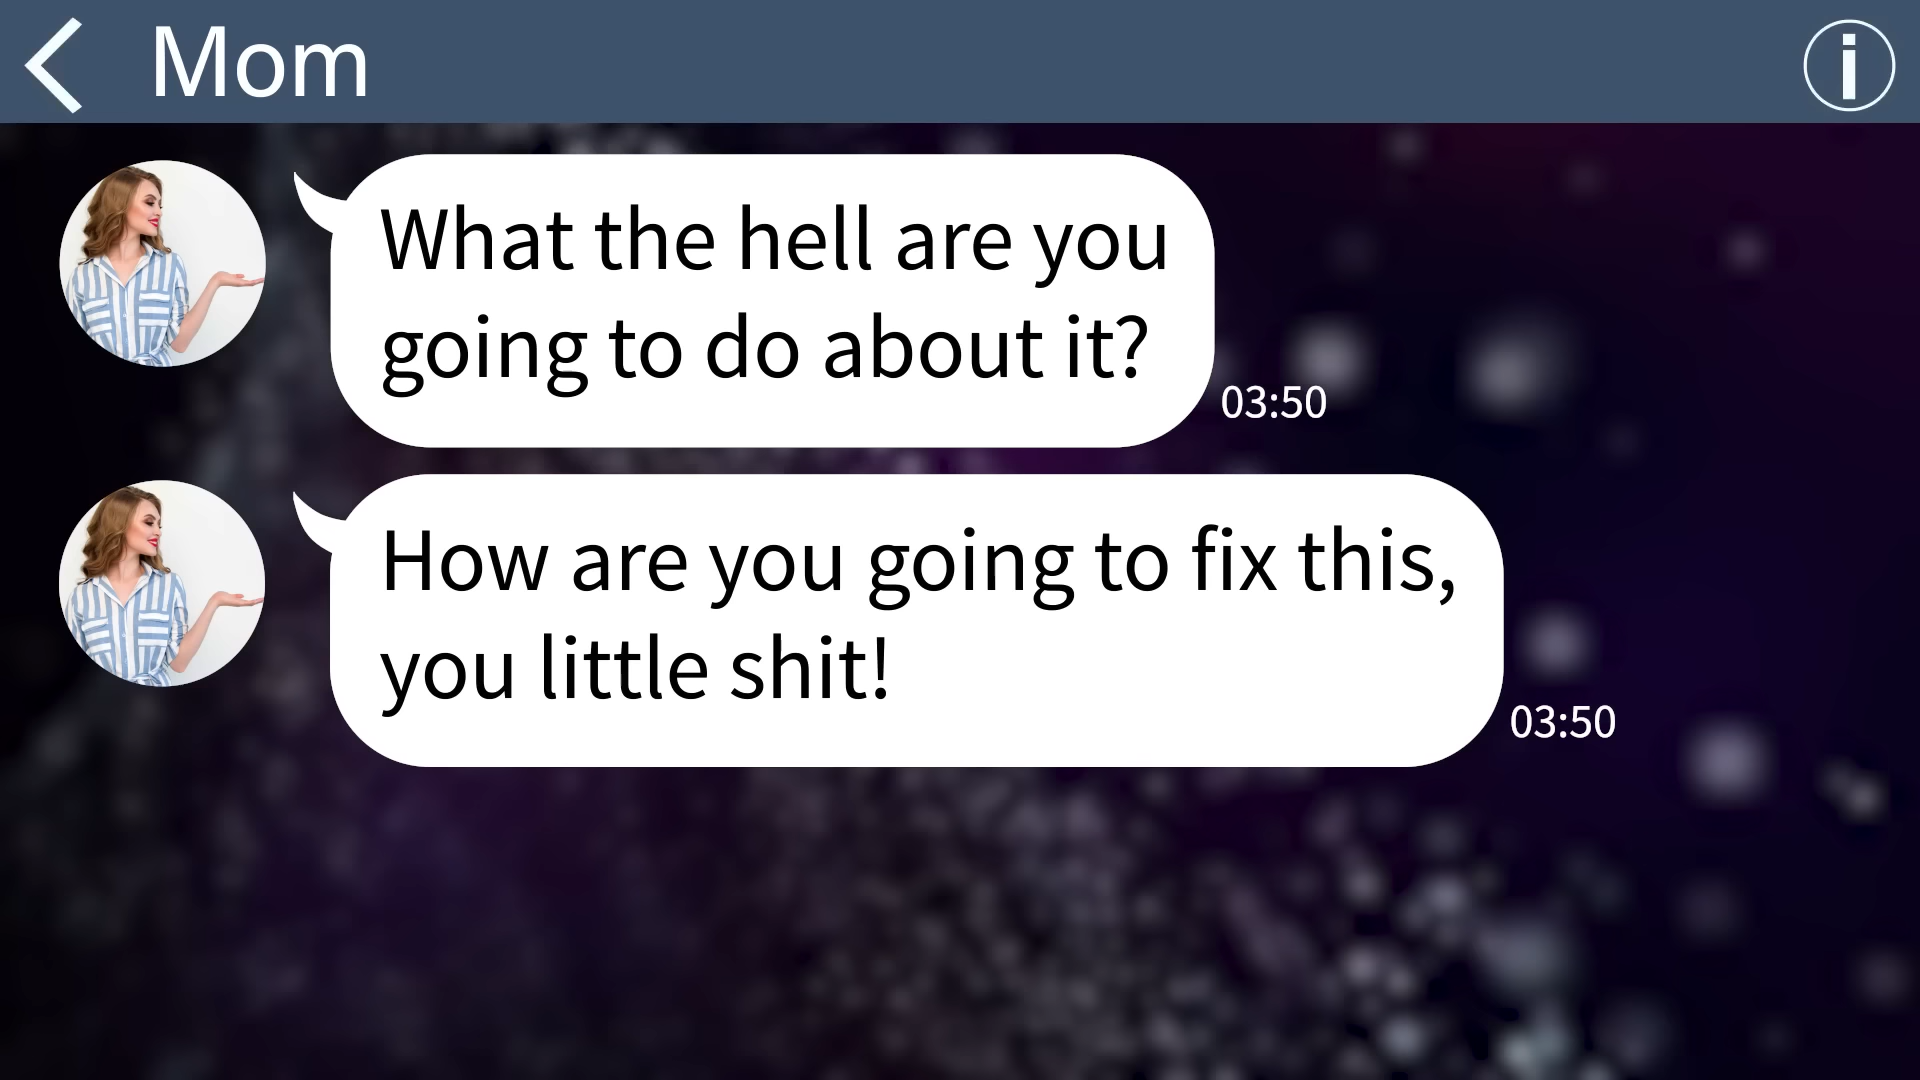 Mom
What the hell are you
going to do about it?
03:50
How are you going to fix this,
you little shit!
03:50